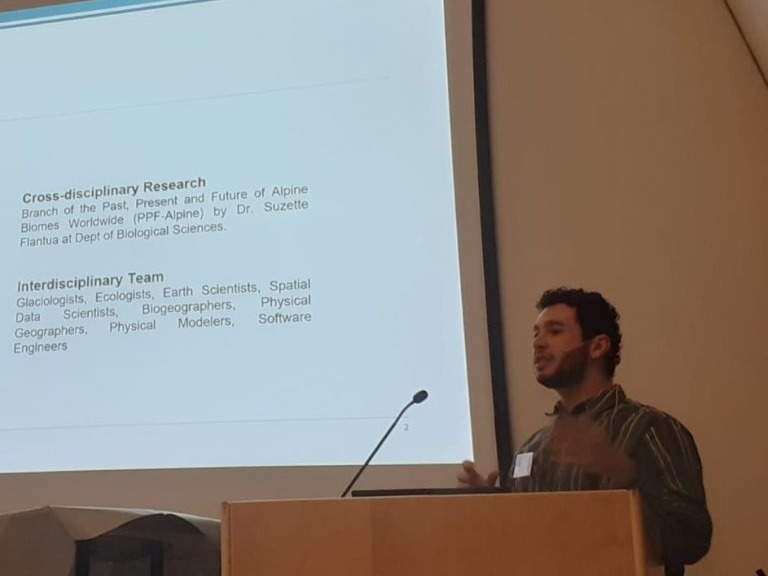 Cross-disciplinary Research
Branch of the Past, Present and Future of Alpine
Biomes Worldwide (PPF-Alpine) by Dr. Suzette
Flantua at Dept of Biological Sciences.
Interdisciplinary Team
Glaciologists, Ecologists, Earth Scientists, Spatial
Data Scientists, Biogeographers, Physical
Geographers, Physical Modelers, Software
Engineers
2